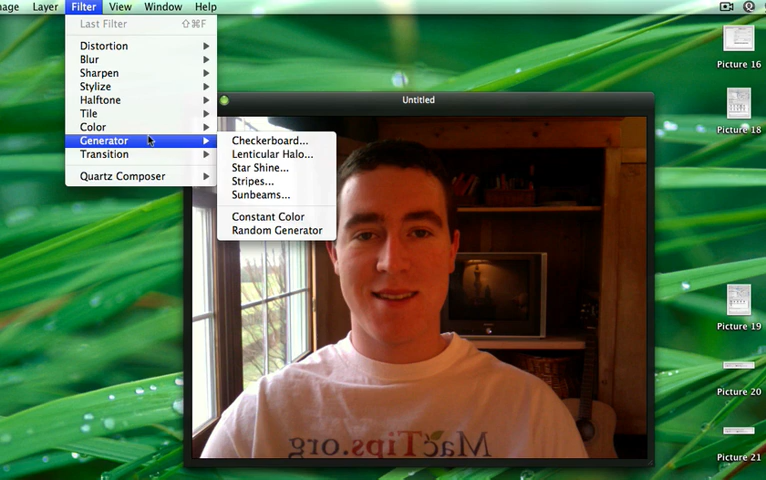 mage Layer Filter View Window Help
Last Filter ⇧⌘F
Distortion
Blur
Sharpen
Stylize
Halftone
Tile
Color
Generator
Transition
Quartz Composer
Checkerboard...
Lenticular Halo...
Star Shine...
Stripes...
Sunbeams...
Constant Color
Random Generator
Untitled
MacTips.org
Picture 16
Picture 18
Picture 19
Picture 20
Picture 21